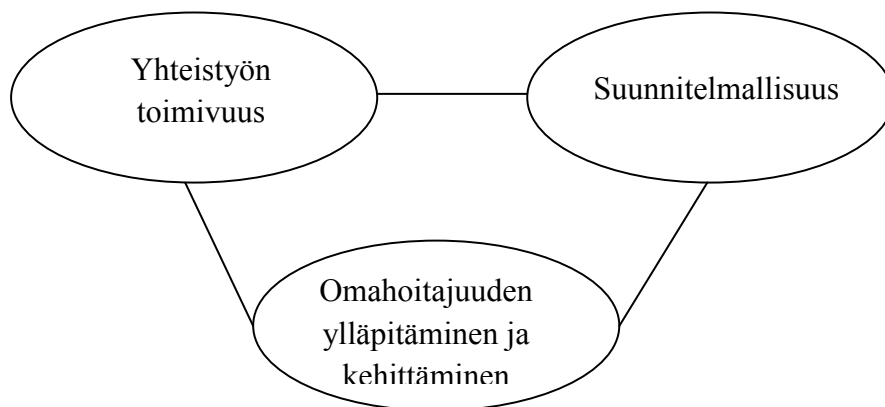 Yhteistyön
toimivuus
Suunnitelmallisuus
Omahoitajuuden
ylläpitäminen ja
kehittäminen